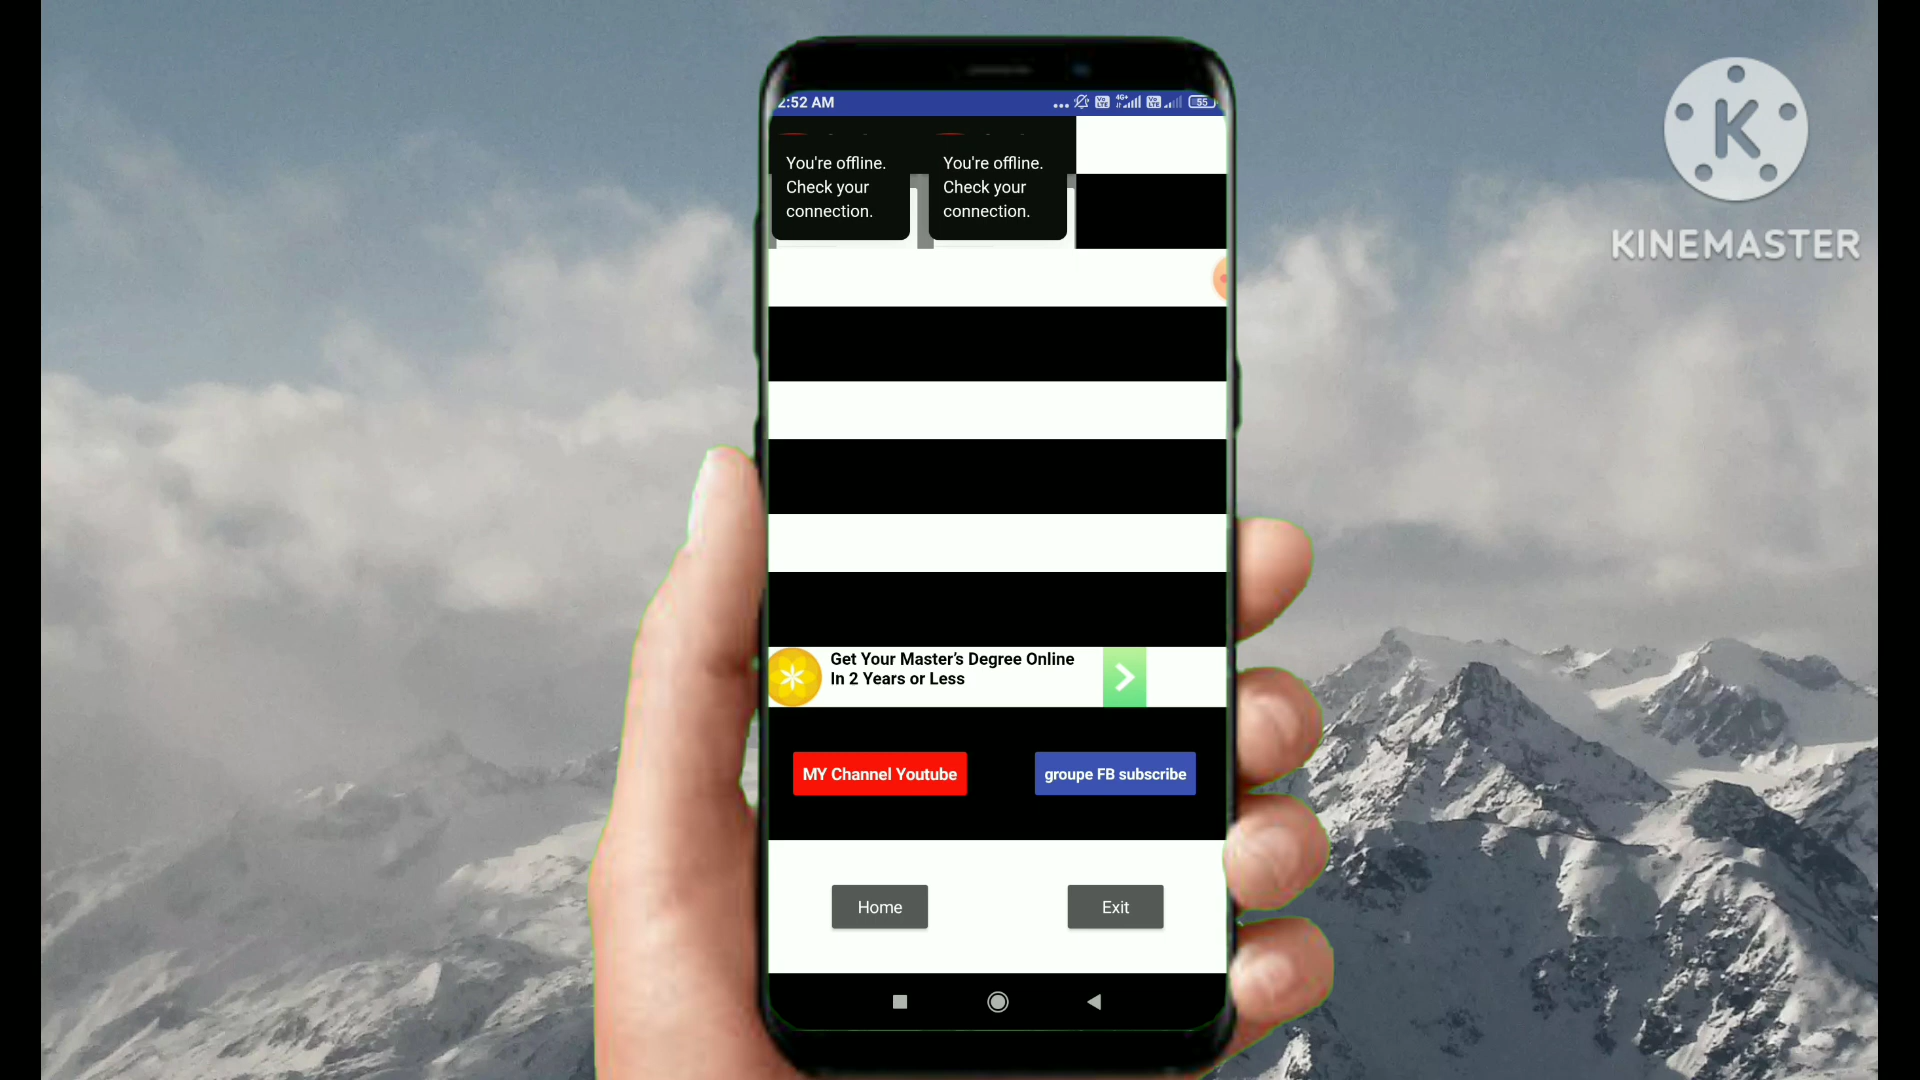 2:52 AM
55
You're offline.
Check your
connection.
You're offline.
Check your
connection.
K
KINEMASTER
Get Your Master’s Degree Online
In 2 Years or Less
MY Channel Youtube
groupe FB subscribe
Home
Exit